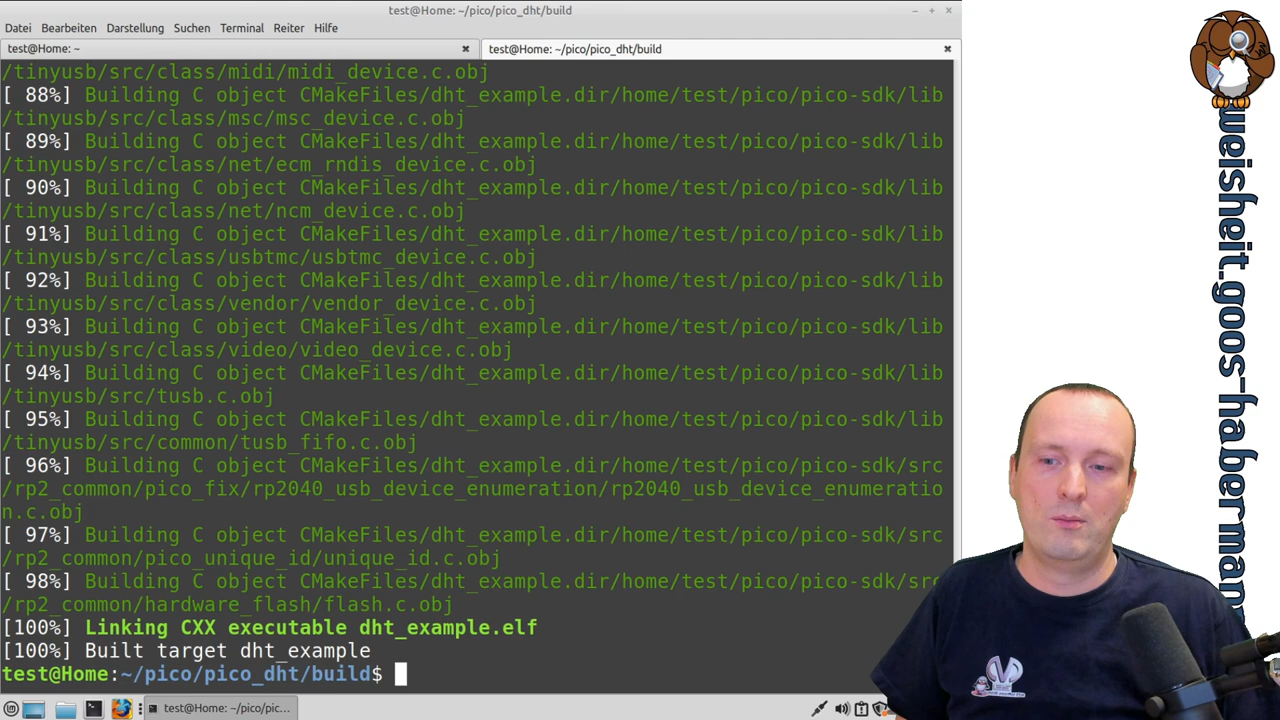 test@Home: ~/pico/pico_dht/build
Datei Bearbeiten Darstellung Suchen Terminal Reiter Hilfe
test@Home: ~
test@Home: ~/pico/pico_dht/build
/tinyusb/src/class/midi/midi_device.c.obj
[ 88%] Building C object CMakeFiles/dht_example.dir/home/test/pico/pico-sdk/lib
/tinyusb/src/class/msc/msc_device.c.obj
[ 89%] Building C object CMakeFiles/dht_example.dir/home/test/pico/pico-sdk/lib
/tinyusb/src/class/net/ecm_rndis_device.c.obj
[ 90%] Building C object CMakeFiles/dht_example.dir/home/test/pico/pico-sdk/lib
/tinyusb/src/class/net/ncm_device.c.obj
[ 91%] Building C object CMakeFiles/dht_example.dir/home/test/pico/pico-sdk/lib
/tinyusb/src/class/usbtmc/usbtmc_device.c.obj
[ 92%] Building C object CMakeFiles/dht_example.dir/home/test/pico/pico-sdk/lib
/tinyusb/src/class/vendor/vendor_device.c.obj
[ 93%] Building C object CMakeFiles/dht_example.dir/home/test/pico/pico-sdk/lib
/tinyusb/src/class/video/video_device.c.obj
[ 94%] Building C object CMakeFiles/dht_example.dir/home/test/pico/pico-sdk/lib
/tinyusb/src/tusb.c.obj
[ 95%] Building C object CMakeFiles/dht_example.dir/home/test/pico/pico-sdk/lib
/tinyusb/src/common/tusb_fifo.c.obj
[ 96%] Building C object CMakeFiles/dht_example.dir/home/test/pico/pico-sdk/src
/rp2_common/pico_fix/rp2040_usb_device_enumeration/rp2040_usb_device_enumeratio
n.c.obj
[ 97%] Building C object CMakeFiles/dht_example.dir/home/test/pico/pico-sdk/src
/rp2_common/pico_unique_id/unique_id.c.obj
[ 98%] Building C object CMakeFiles/dht_example.dir/home/test/pico/pico-sdk/src
/rp2_common/hardware_flash/flash.c.obj
[100%] Linking CXX executable dht_example.elf
[100%] Built target dht_example
test@Home:~/pico/pico_dht/build$
test@Home: ~/pico/pic...
weisheit.goos-haberman